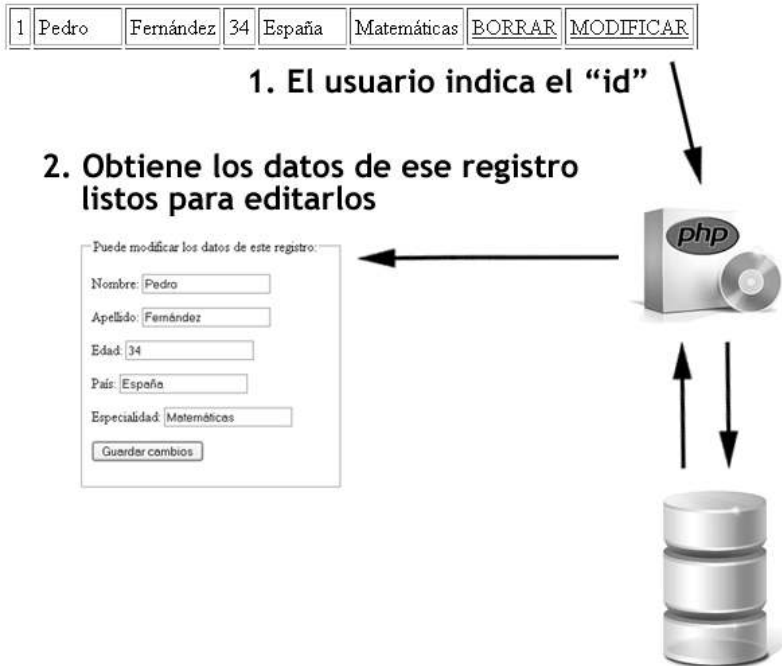 1 Pedro Fernández 34 España Matemáticas BORRAR MODIFICAR
1. El usuario indica el “id”
2. Obtiene los datos de ese registro
listos para editarlos
php
Puede modificar los datos de este registro:
Nombre: Pedro
Apellido: Fernández
Edad: 34
País: España
Especialidad: Matemáticas
Guardar cambios